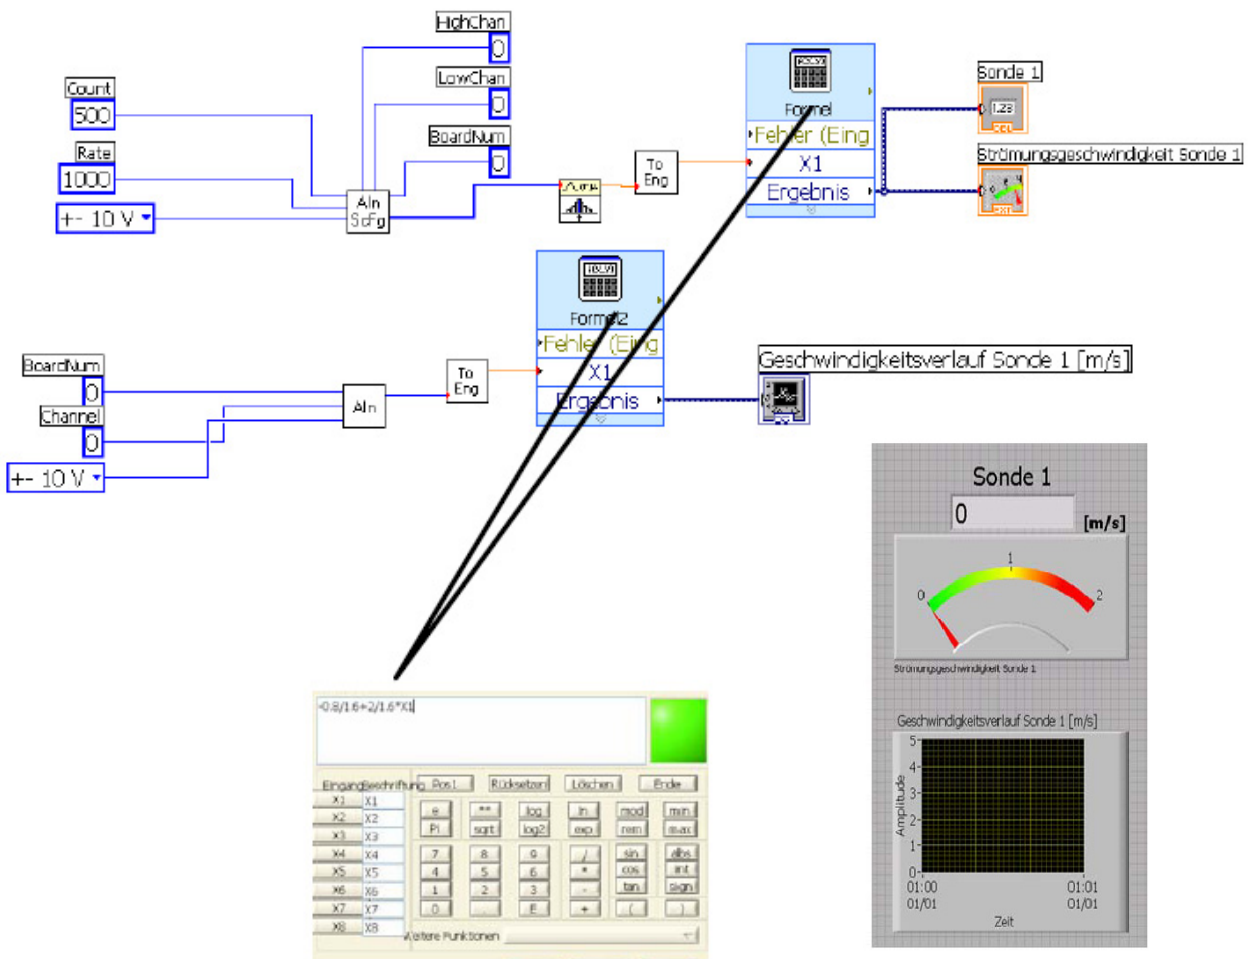 HighChan
0
LowChan
0
BoardNum
0
Count
500
Rate
1000
+- 10 V
AIn
ScFg
To
Eng
Formel
Fehler (Eing
X1
Ergebnis
Sonde 1
1.23
DBL
Strömungsgeschwindigkeit Sonde 1
BoardNum
0
Channel
0
+- 10 V
AIn
To
Eng
Formel2
Fehler (Eing
X1
Ergebnis
Geschwindigkeitsverlauf Sonde 1 [m/s]
Sonde 1
0
[m/s]
0
1
2
Strömungsgeschwindigkeit Sonde 1
Geschwindigkeitsverlauf Sonde 1 [m/s]
Amplitude
5
4
3
2
1
0
01:00
01/01
01:01
01/01
Zeit
-0.8/1.6+2/1.6*X1
Eingang Beschriftung Pos1 Rücksetzen Löschen Ende
X1 X1
X2 X2
X3 X3
X4 X4
X5 X5
X6 X6
X7 X7
X8 X8
e ** log ln mod min
Pi sqrt log2 exp rem max
7 8 9 / sin abs
4 5 6 * cos int
1 2 3 - tan sign
0 . E + ( )
Weitere Funktionen